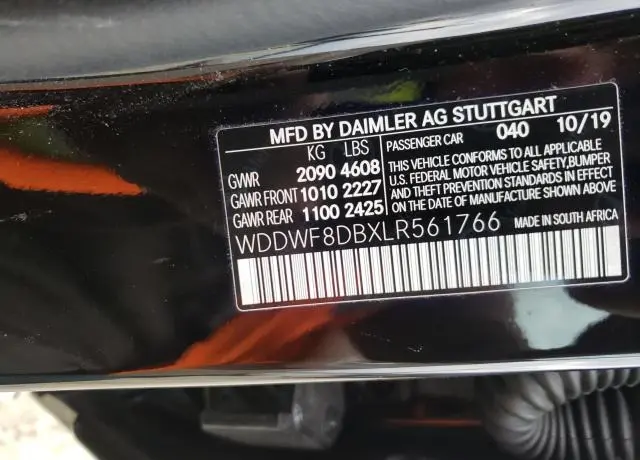 MFD BY DAIMLER AG STUTTGART
KG LBS
GVWR 2090 4608
GAWR FRONT 1010 2227
GAWR REAR 1100 2425
PASSENGER CAR 040 10/19
THIS VEHICLE CONFORMS TO ALL APPLICABLE
U.S. FEDERAL MOTOR VEHICLE SAFETY, BUMPER
AND THEFT PREVENTION STANDARDS IN EFFECT
ON THE DATE OF MANUFACTURE SHOWN ABOVE.
WDDWF8DBXLR561766
MADE IN SOUTH AFRICA